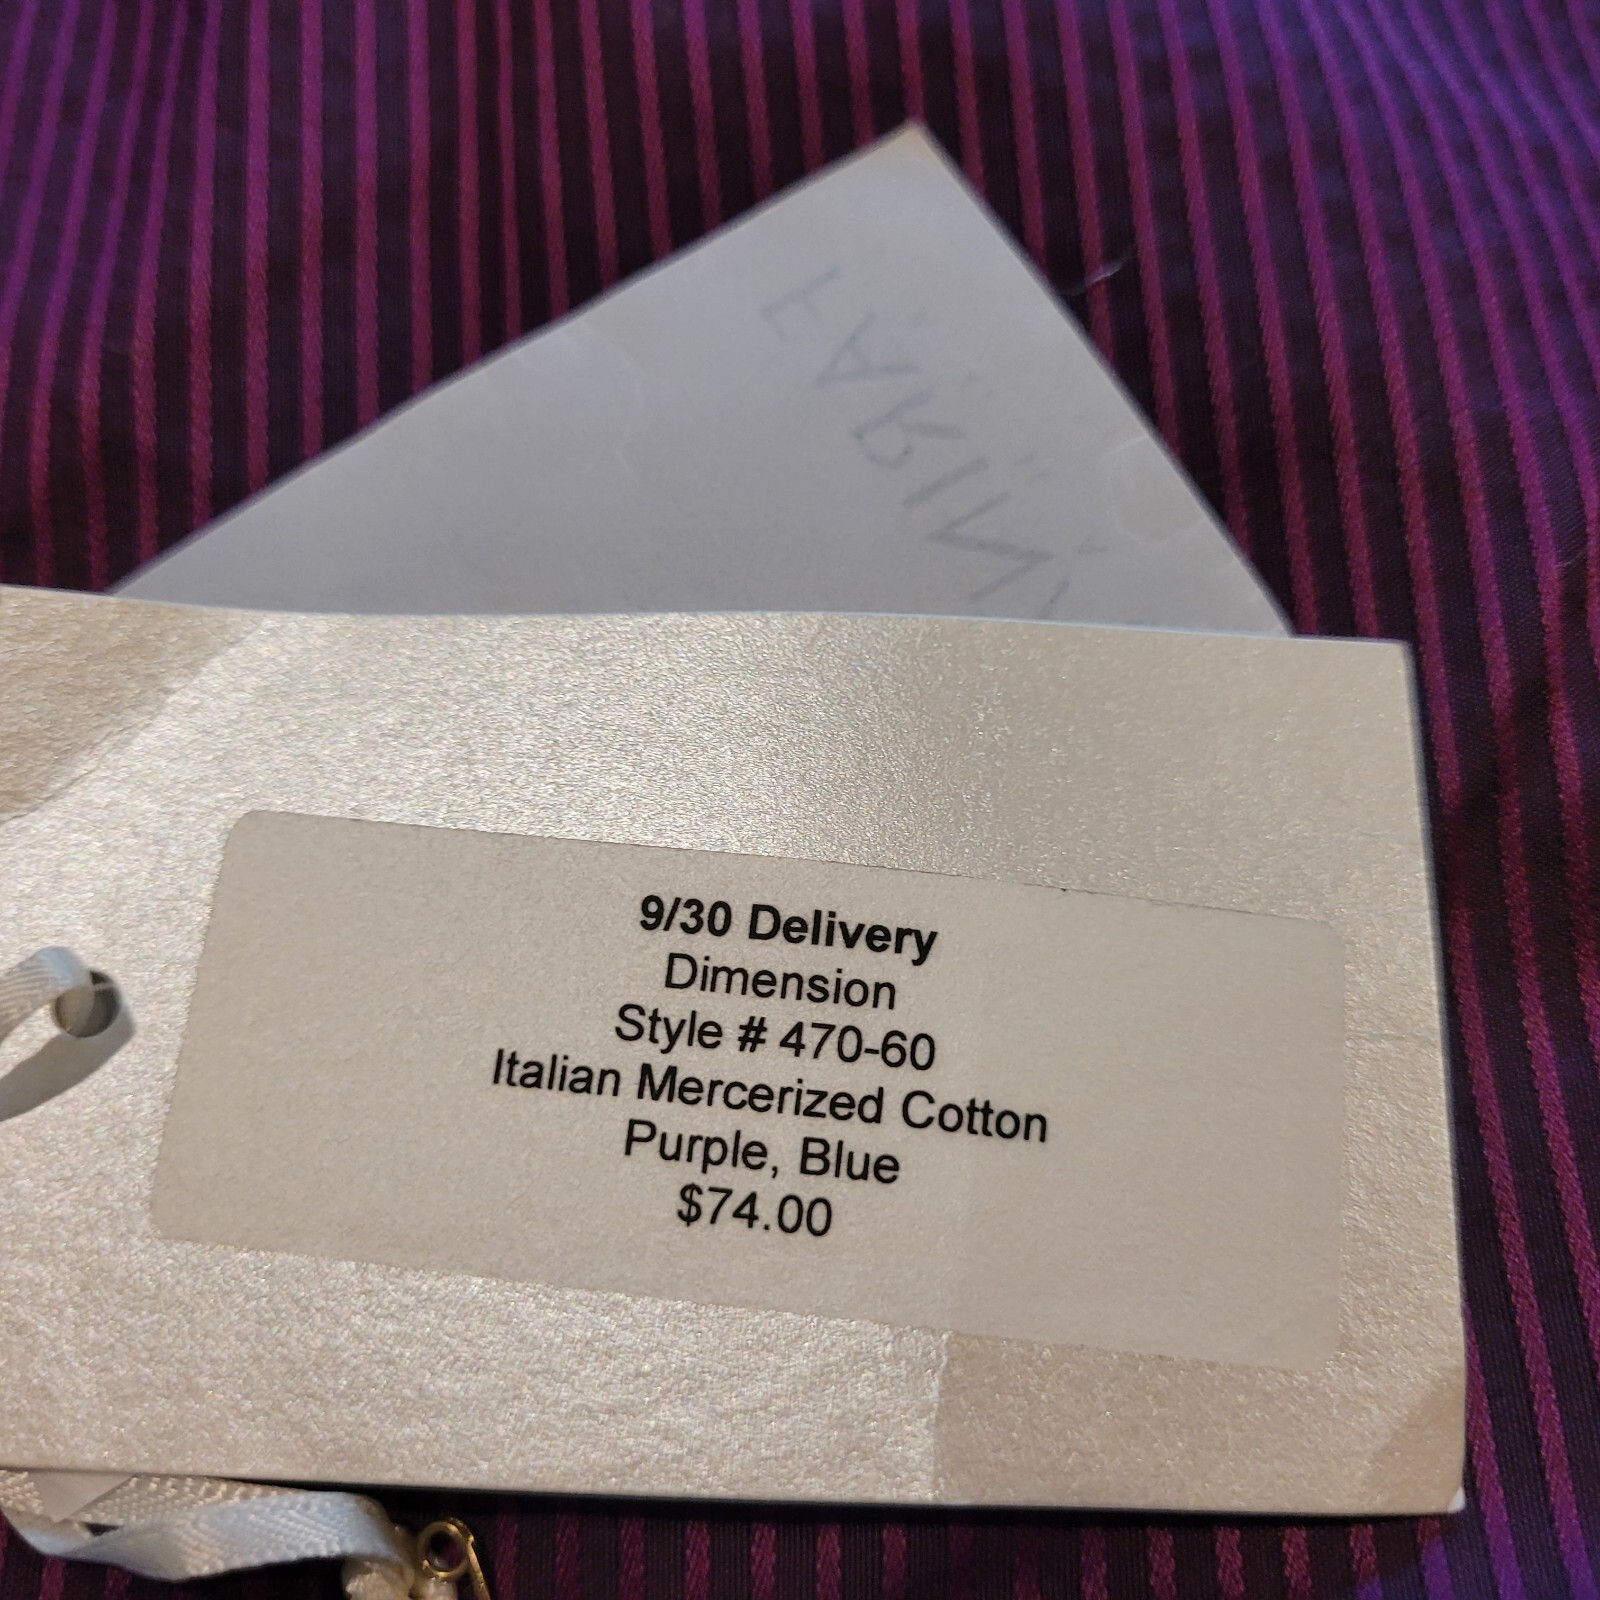 9/30 Delivery
Dimension
Style # 470-60
Italian Mercerized Cotton
Purple, Blue
$74.00